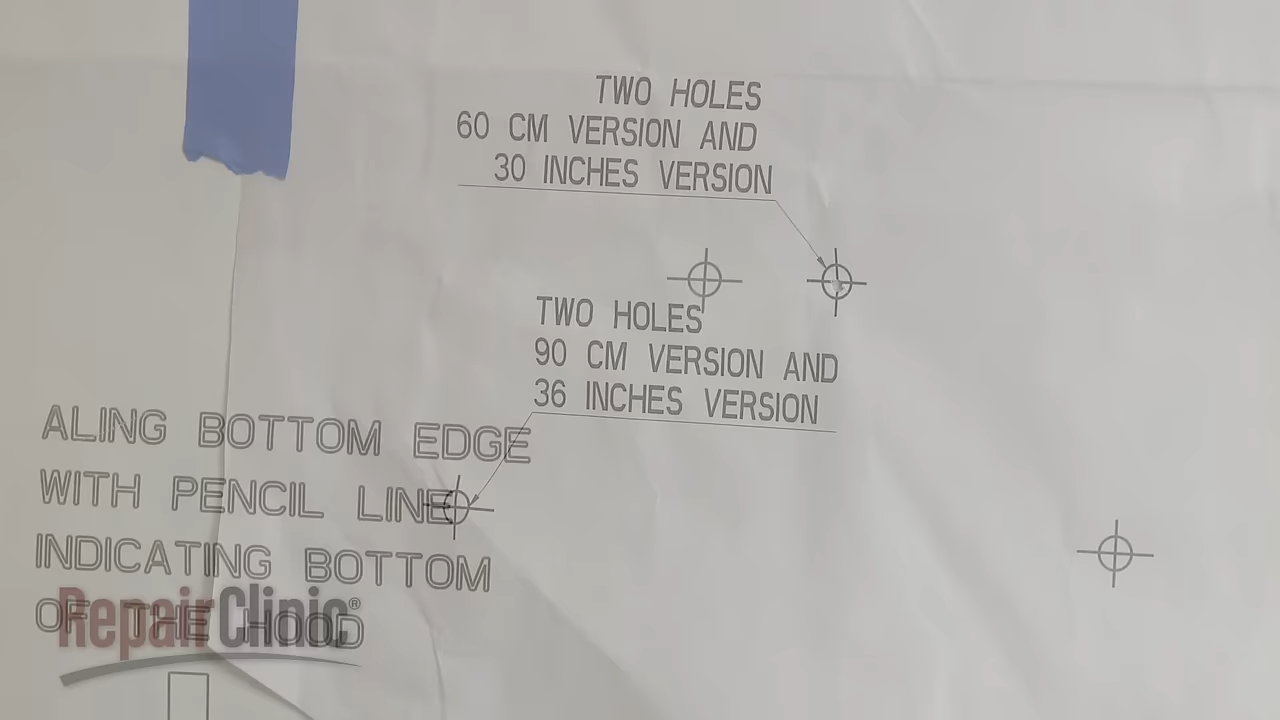 TWO HOLES
60 CM VERSION AND
30 INCHES VERSION
TWO HOLES
90 CM VERSION AND
36 INCHES VERSION
ALING BOTTOM EDGE
WITH PENCIL LINE
INDICATING BOTTOM
OF THE HOOD
RepairClinic®